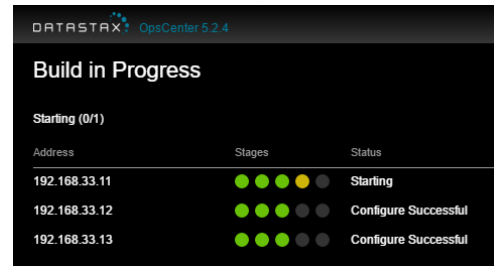 DATASTAX OpsCenter 5.2.4
Build in Progress
Starting (0/1)
Address Stages Status
192.168.33.11 Starting
192.168.33.12 Configure Successful
192.168.33.13 Configure Successful